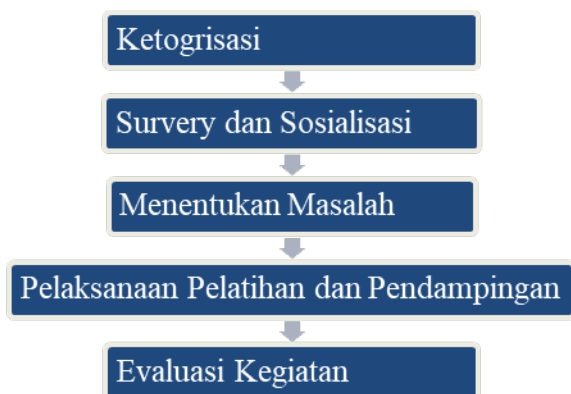 Ketogrisasi
Survery dan Sosialisasi
Menentukan Masalah
Pelaksanaan Pelatihan dan Pendampingan
Evaluasi Kegiatan